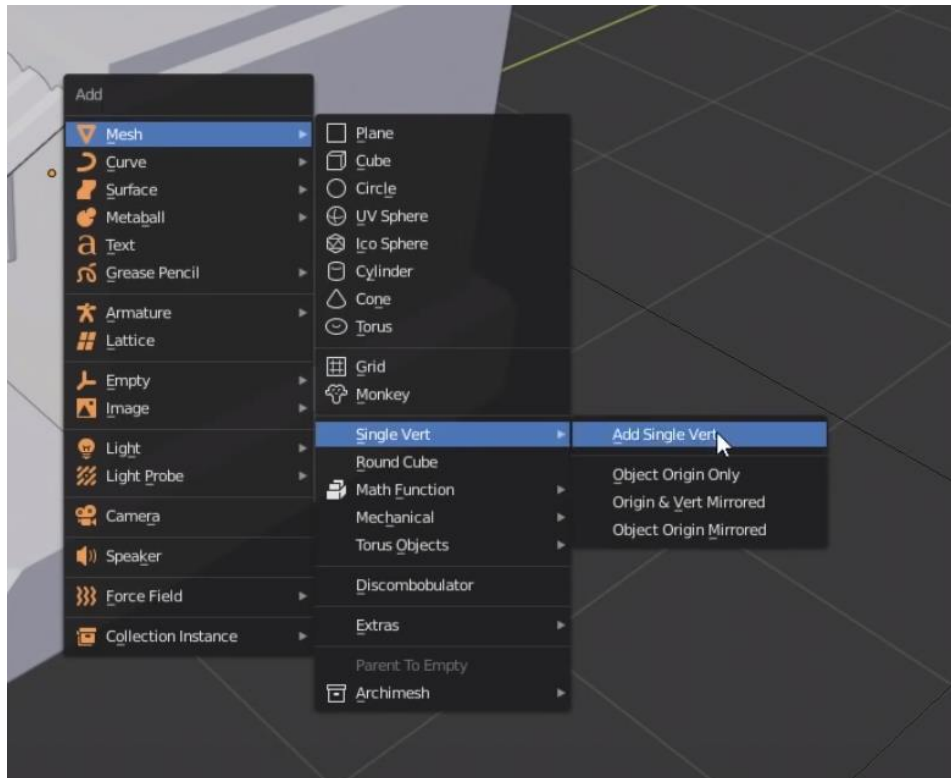 Add
Mesh
Curve
Surface
Metaball
Text
Grease Pencil
Armature
Lattice
Empty
Image
Light
Light Probe
Camera
Speaker
Force Field
Collection Instance
Plane
Cube
Circle
UV Sphere
Ico Sphere
Cylinder
Cone
Torus
Grid
Monkey
Single Vert
Round Cube
Math Function
Mechanical
Torus Objects
Discombobulator
Extras
Parent To Empty
Archimesh
Add Single Vert
Object Origin Only
Origin & Vert Mirrored
Object Origin Mirrored